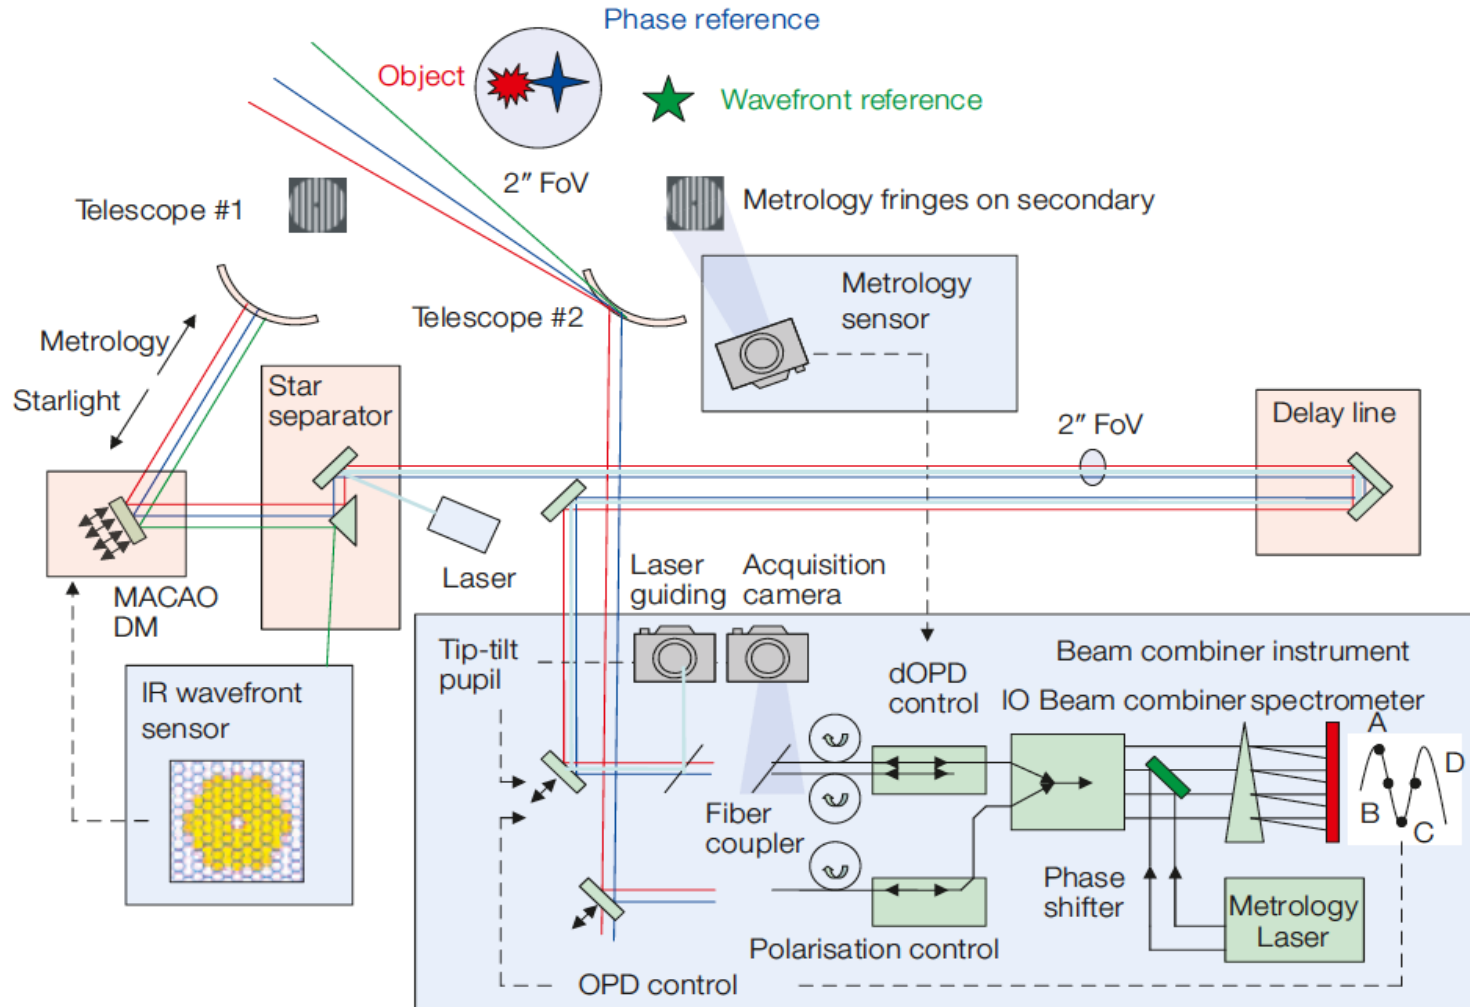 Phase reference
Object
Wavefront reference
2″ FoV
Telescope #1
Metrology fringes on secondary
Telescope #2
Metrology
sensor
Metrology
Starlight
Star
separator
2″ FoV
Delay line
MACAO
DM
Laser
Laser
guiding
Acquisition
camera
Tip-tilt
pupil
dOPD
control
Beam combiner instrument
IO Beam combiner spectrometer
IR wavefront
sensor
A
B
C
D
Fiber
coupler
Phase
shifter
Metrology
Laser
Polarisation control
OPD control